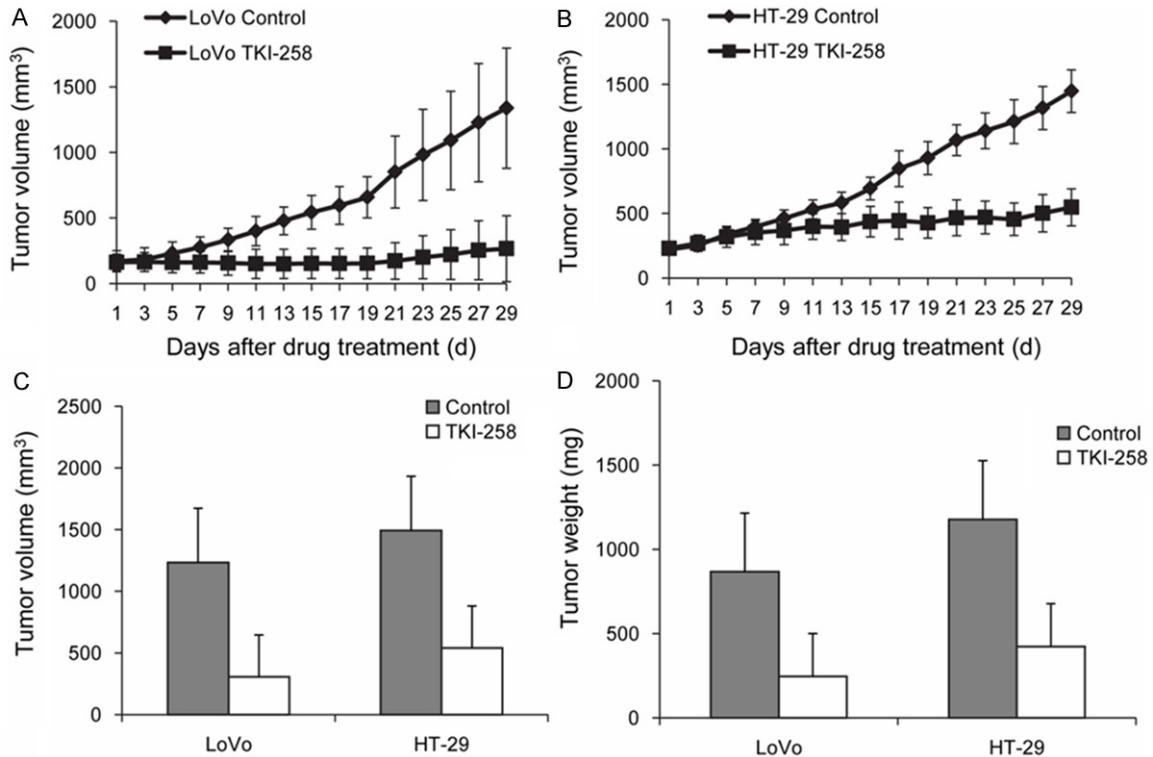 A
Tumor volume (mm³)
2000
1500
1000
500
0
LoVo Control
LoVo TKI-258
1 3 5 7 9 11 13 15 17 19 21 23 25 27 29
Days after drug treatment (d)
B
Tumor volume (mm³)
2000
1500
1000
500
0
HT-29 Control
HT-29 TKI-258
1 3 5 7 9 11 13 15 17 19 21 23 25 27 29
Days after drug treatment (d)
C
Tumor volume (mm³)
2500
2000
1500
1000
500
0
Control
TKI-258
LoVo HT-29
D
Tumor weight (mg)
2000
1500
1000
500
0
Control
TKI-258
LoVo HT-29